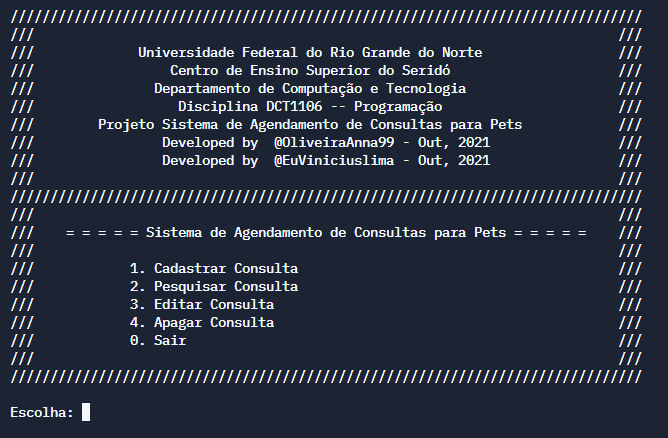 ///////////////////////////////////////////////////////////////////////////////
/// ///
/// Universidade Federal do Rio Grande do Norte ///
/// Centro de Ensino Superior do Seridó ///
/// Departamento de Computação e Tecnologia ///
/// Disciplina DCT1106 -- Programação ///
/// Projeto Sistema de Agendamento de Consultas para Pets ///
/// Developed by @OliveiraAnna99 - Out, 2021 ///
/// Developed by @EuViniciuslima - Out, 2021 ///
/// ///
///////////////////////////////////////////////////////////////////////////////
/// ///
/// = = = = = Sistema de Agendamento de Consultas para Pets = = = = = ///
/// ///
/// 1. Cadastrar Consulta ///
/// 2. Pesquisar Consulta ///
/// 3. Editar Consulta ///
/// 4. Apagar Consulta ///
/// 0. Sair ///
/// ///
///////////////////////////////////////////////////////////////////////////////
Escolha: